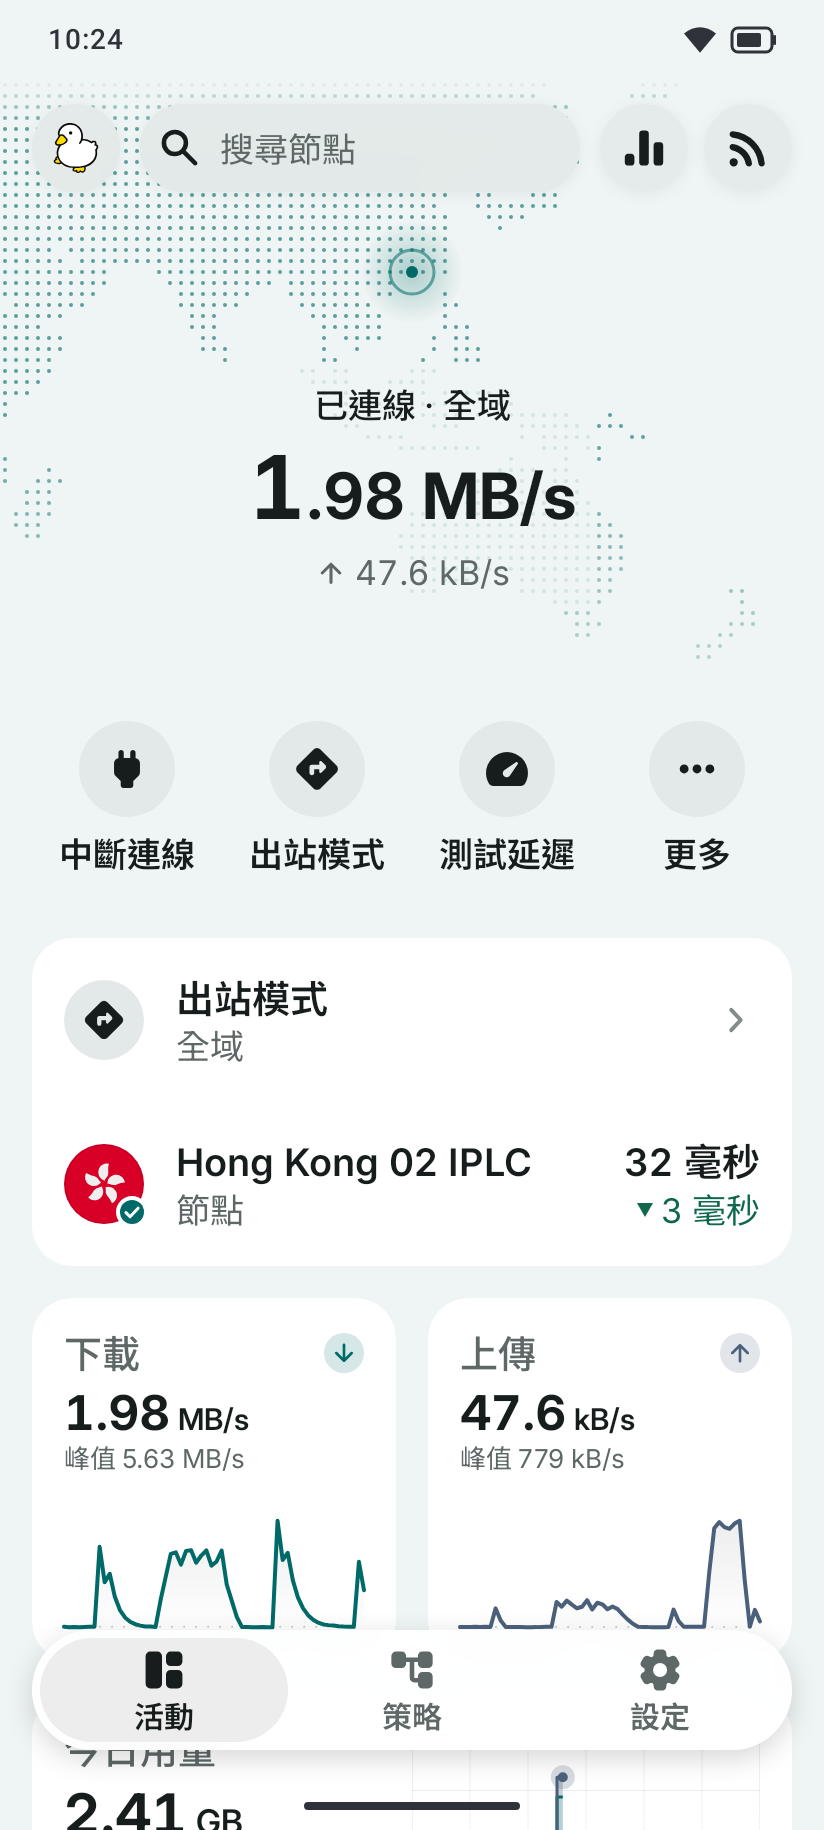 10:24
搜尋節點
已連線 · 全域
1.98 MB/s
↑ 47.6 kB/s
中斷連線
出站模式
測試延遲
更多
出站模式
全域
Hong Kong 02 IPLC
32 毫秒
節點
▼3 毫秒
下載
1.98 MB/s
峰值 5.63 MB/s
上傳
47.6 kB/s
峰值 779 kB/s
活動
策略
設定
今日用量
2.41 GB